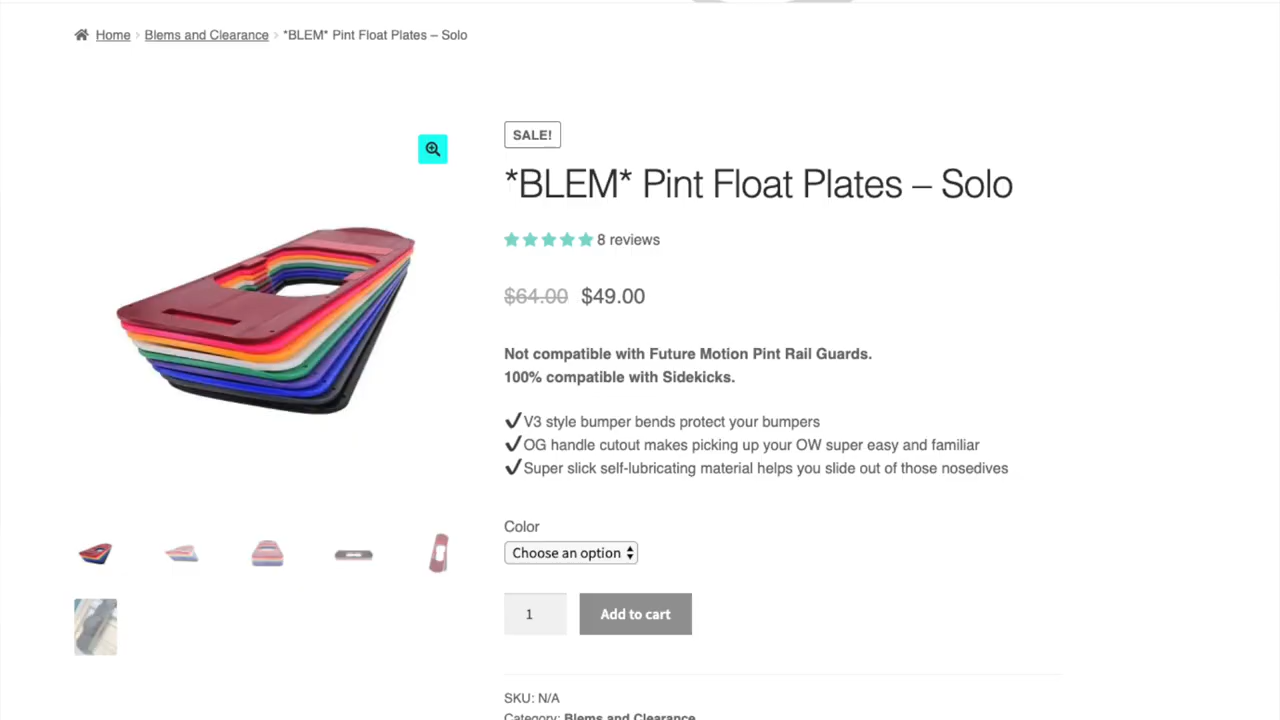 Home › Blems and Clearance › *BLEM* Pint Float Plates – Solo
SALE!
*BLEM* Pint Float Plates – Solo
8 reviews
$64.00 $49.00
Not compatible with Future Motion Pint Rail Guards.
100% compatible with Sidekicks.
✓V3 style bumper bends protect your bumpers
✓OG handle cutout makes picking up your OW super easy and familiar
✓Super slick self-lubricating material helps you slide out of those nosedives
Color
Choose an option
1
Add to cart
SKU: N/A
Category: Blems and Clearance